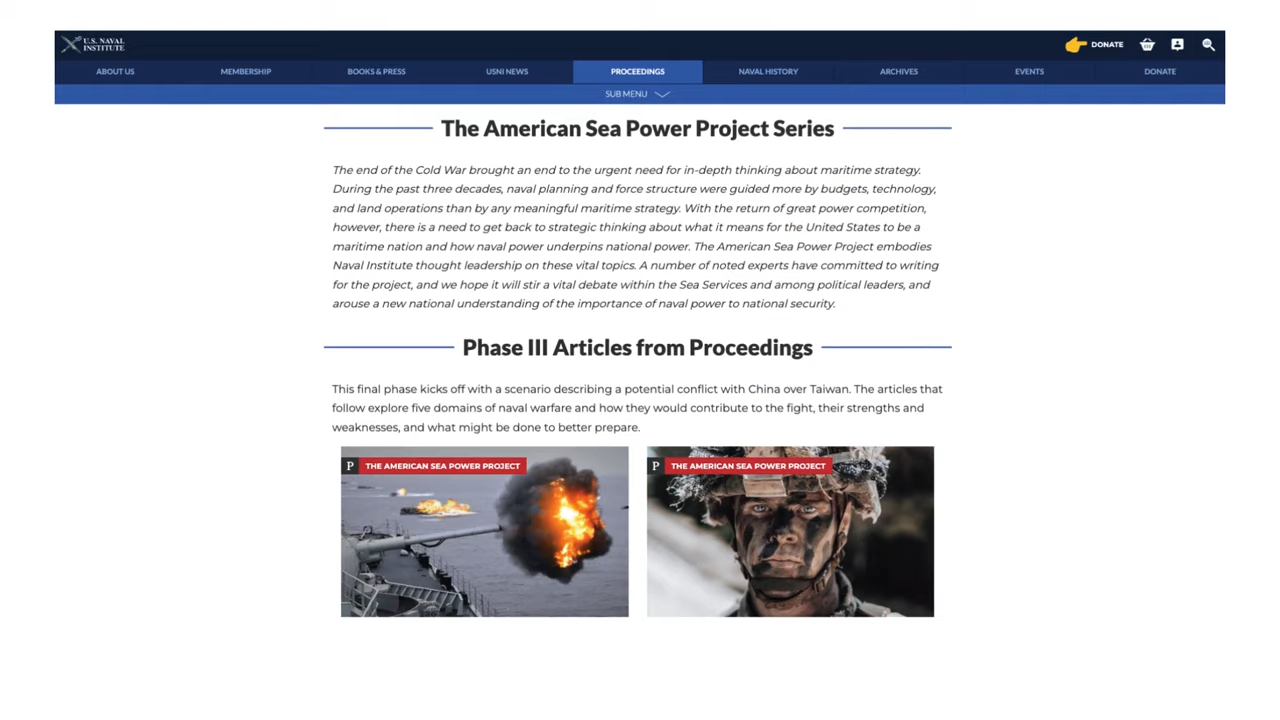 U.S. NAVAL
INSTITUTE
DONATE
ABOUT US
MEMBERSHIP
BOOKS & PRESS
USNI NEWS
PROCEEDINGS
NAVAL HISTORY
ARCHIVES
EVENTS
DONATE
SUB MENU
The American Sea Power Project Series
The end of the Cold War brought an end to the urgent need for in-depth thinking about maritime strategy.
During the past three decades, naval planning and force structure were guided more by budgets, technology,
and land operations than by any meaningful maritime strategy. With the return of great power competition,
however, there is a need to get back to strategic thinking about what it means for the United States to be a
maritime nation and how naval power underpins national power. The American Sea Power Project embodies
Naval Institute thought leadership on these vital topics. A number of noted experts have committed to writing
for the project, and we hope it will stir a vital debate within the Sea Services and among political leaders, and
arouse a new national understanding of the importance of naval power to national security.
Phase III Articles from Proceedings
This final phase kicks off with a scenario describing a potential conflict with China over Taiwan. The articles that
follow explore five domains of naval warfare and how they would contribute to the fight, their strengths and
weaknesses, and what might be done to better prepare.
P THE AMERICAN SEA POWER PROJECT
P THE AMERICAN SEA POWER PROJECT